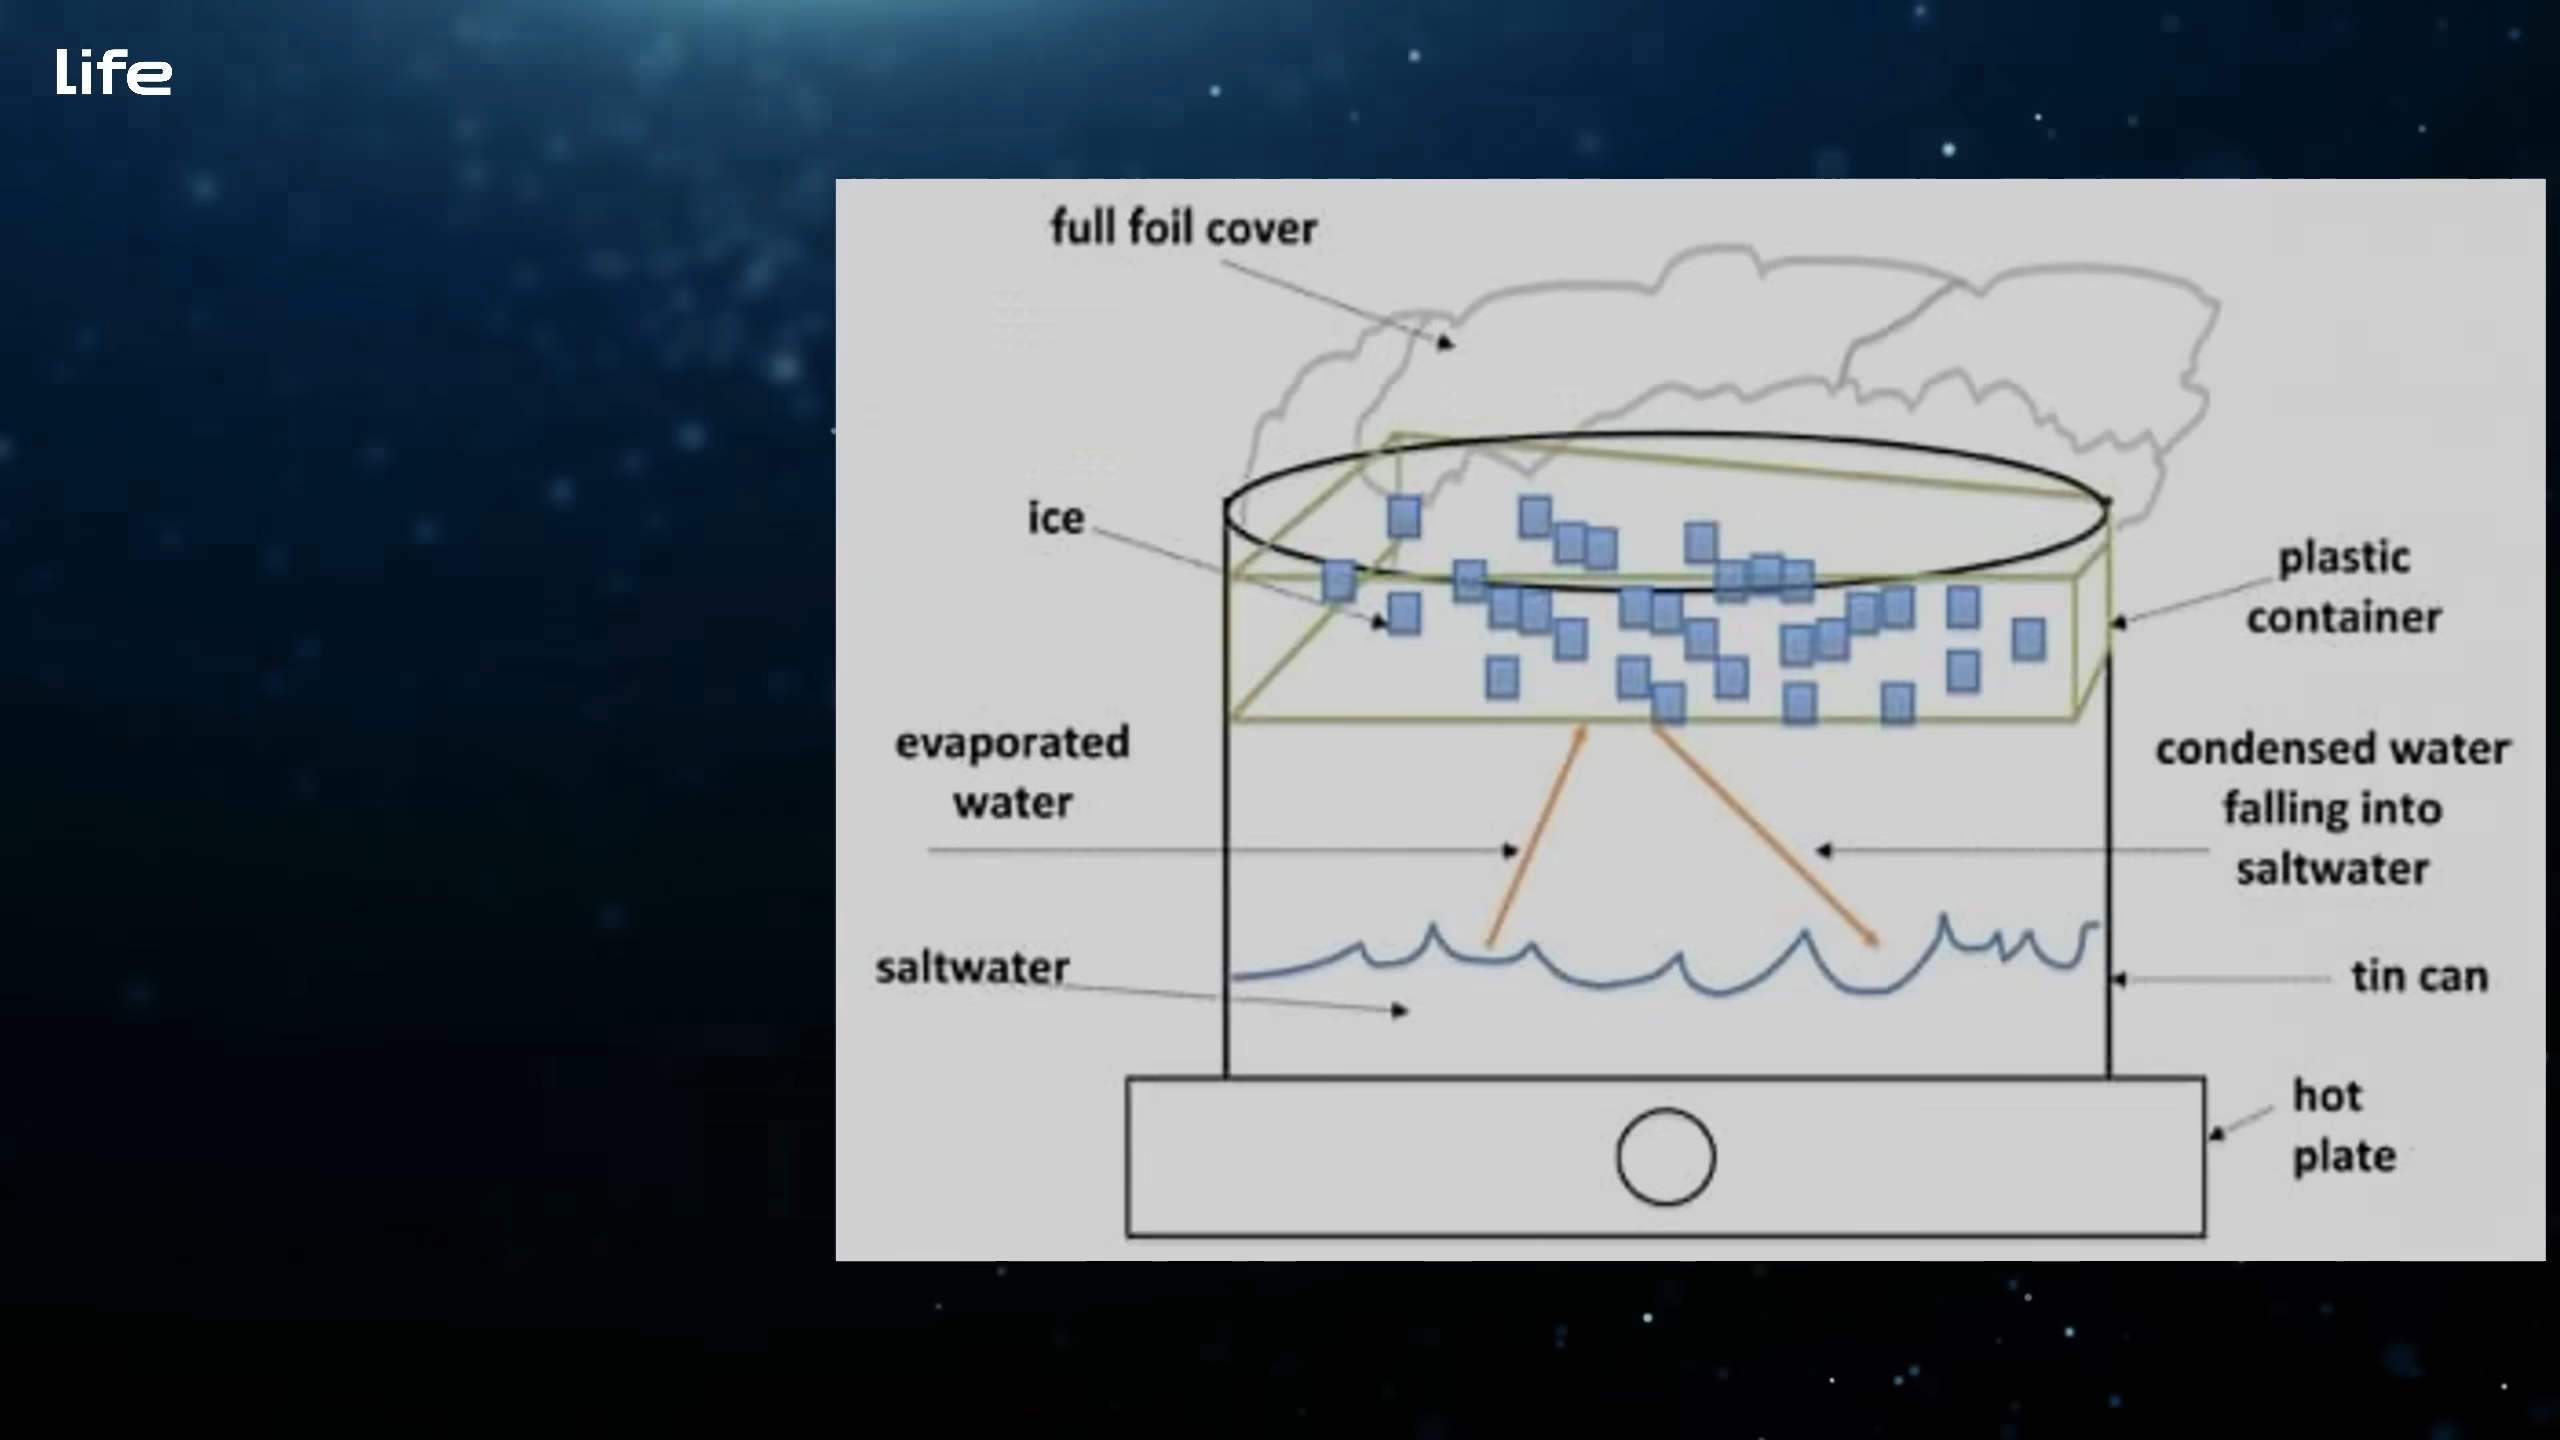 life
full foil cover
ice
plastic
container
evaporated
water
condensed water
falling into
saltwater
saltwater
tin can
hot
plate